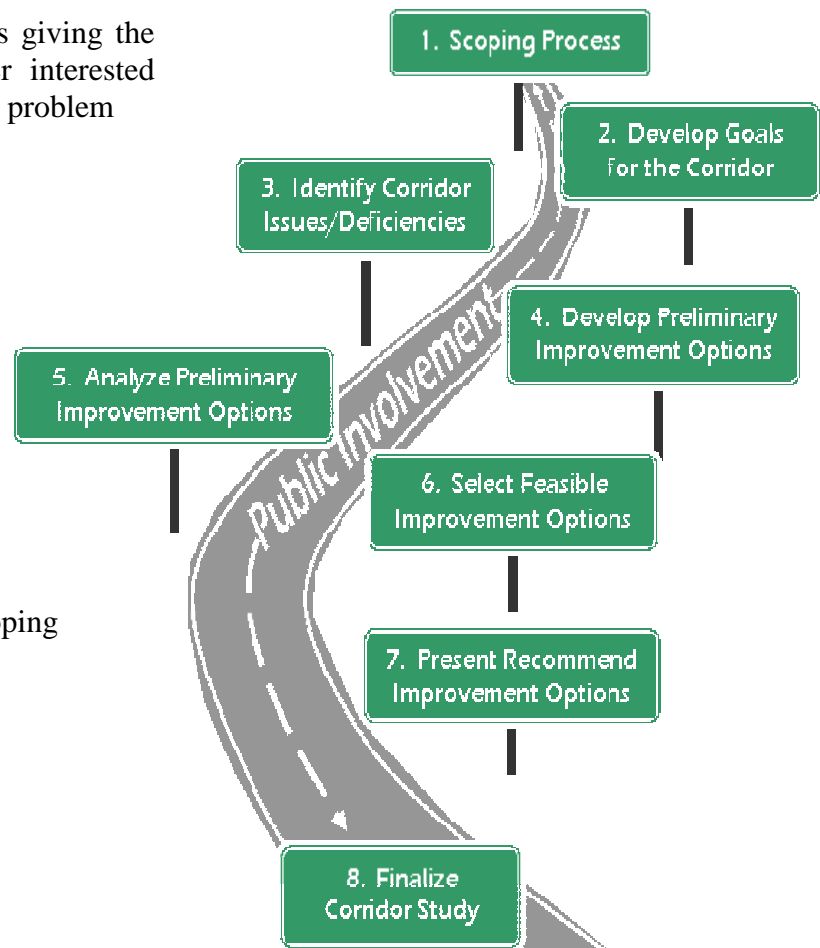 s giving the
r interested
problem
1. Scoping Process
2. Develop Goals
for the Corridor
3. Identify Corridor
Issues/Deficiencies
4. Develop Preliminary
Improvement Options
5. Analyze Preliminary
Improvement Options
Public Involvement
6. Select Feasible
Improvement Options
ping
7. Present Recommend
Improvement Options
8. Finalize
Corridor Study